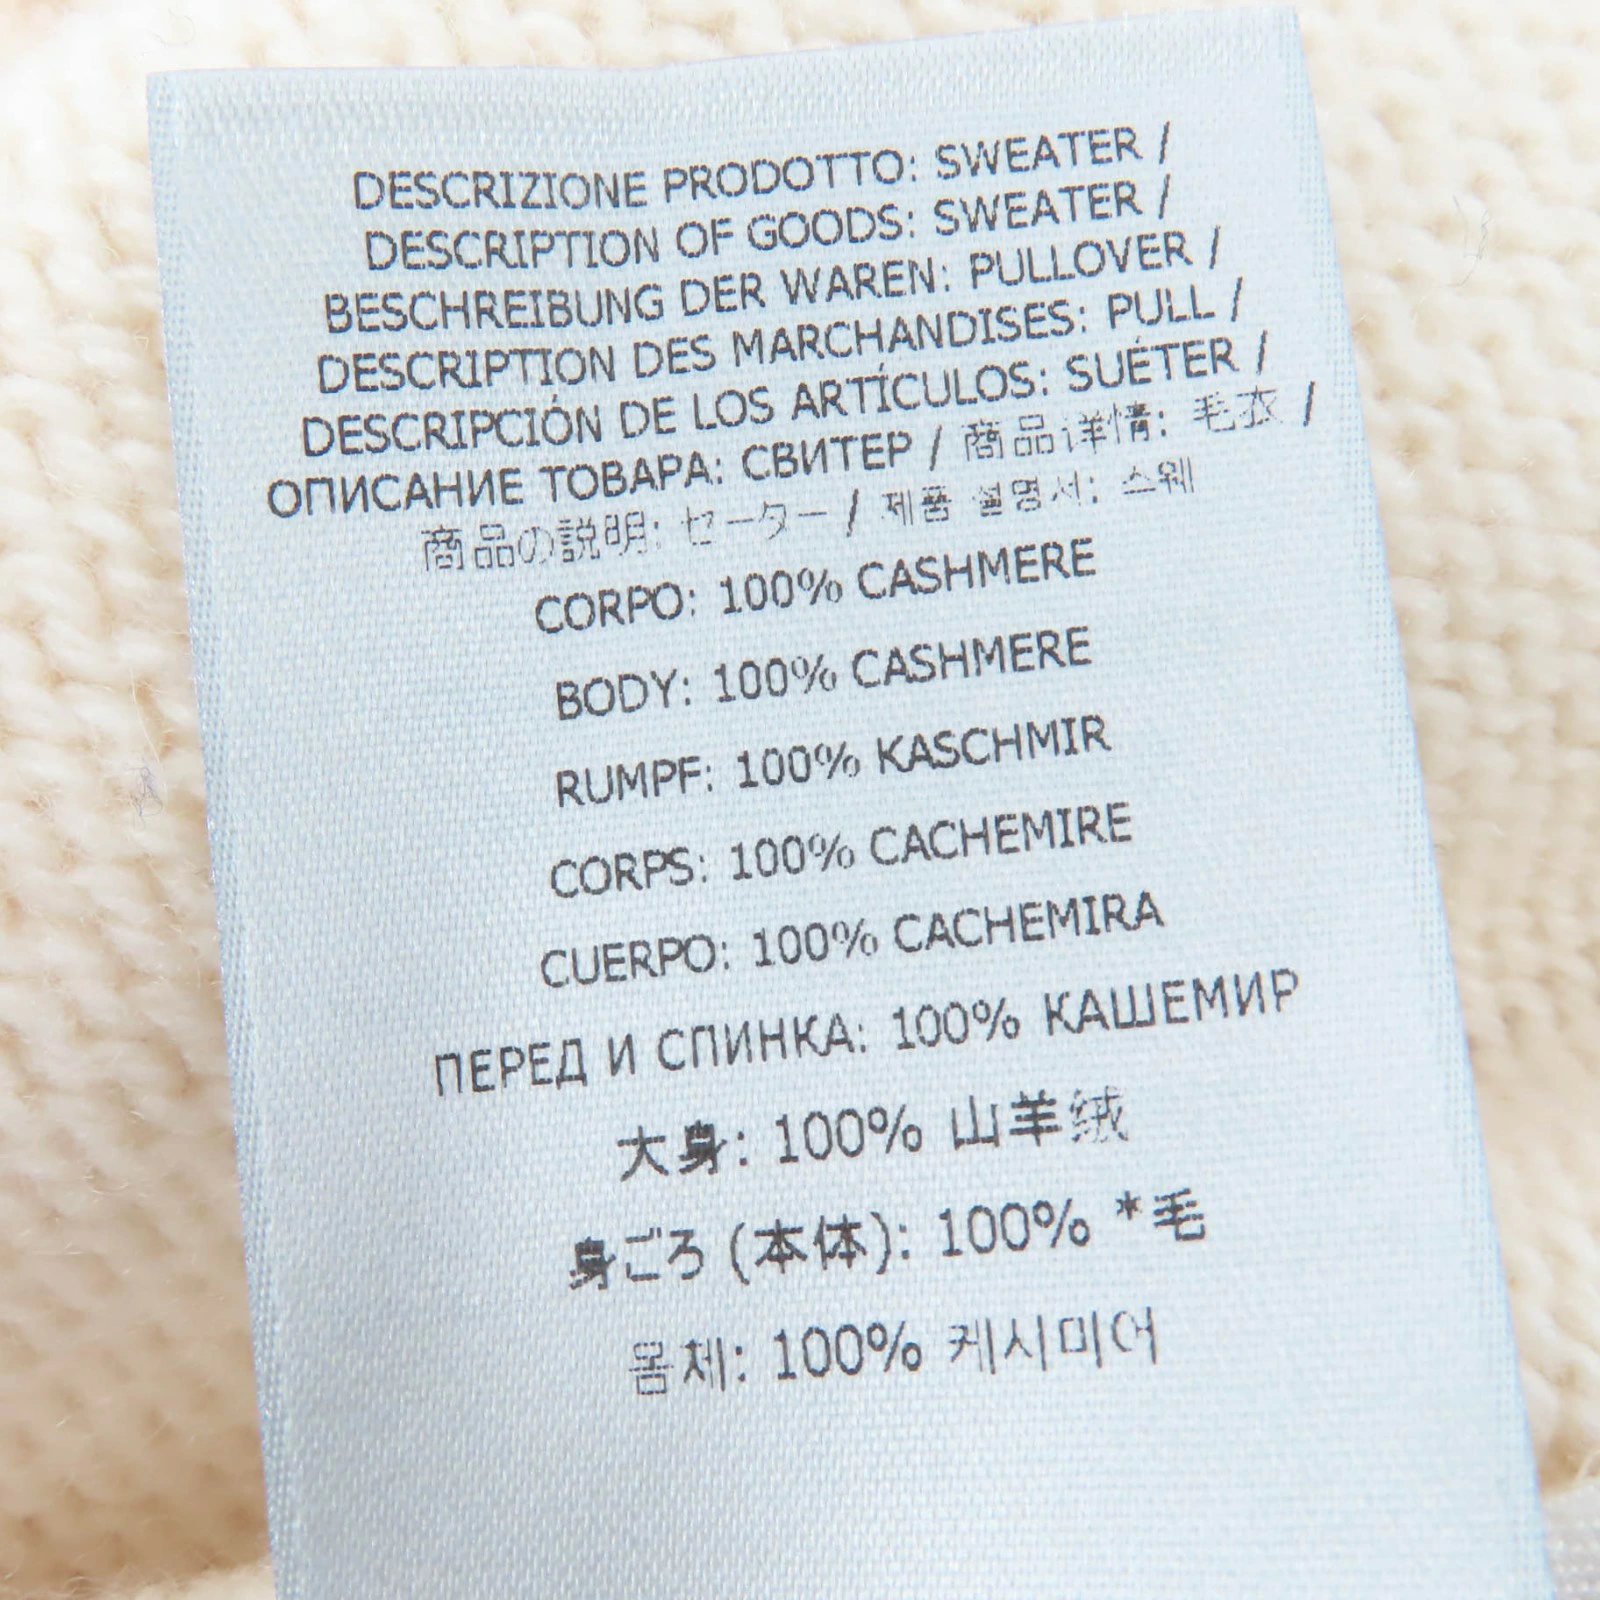 DESCRIZIONE PRODOTTO: SWEATER /
DESCRIPTION OF GOODS: SWEATER /
BESCHREIBUNG DER WAREN: PULLOVER /
DESCRIPTION DES MARCHANDISES: PULL /
DESCRIPCIÓN DE LOS ARTÍCULOS: SUÉTER /
ОПИСАНИЕ ТОВАРА: СВИТЕР / 商品详情: 毛衣 /
商品の説明: セーター / 제품 설명서: 스웨
CORPO: 100% CASHMERE
BODY: 100% CASHMERE
RUMPF: 100% KASCHMIR
CORPS: 100% CACHEMIRE
CUERPO: 100% CACHEMIRA
ПЕРЕД И СПИНКА: 100% КАШЕМИР
大身: 100% 山羊绒
身ごろ (本体): 100% *毛
몸체: 100% 케시미어